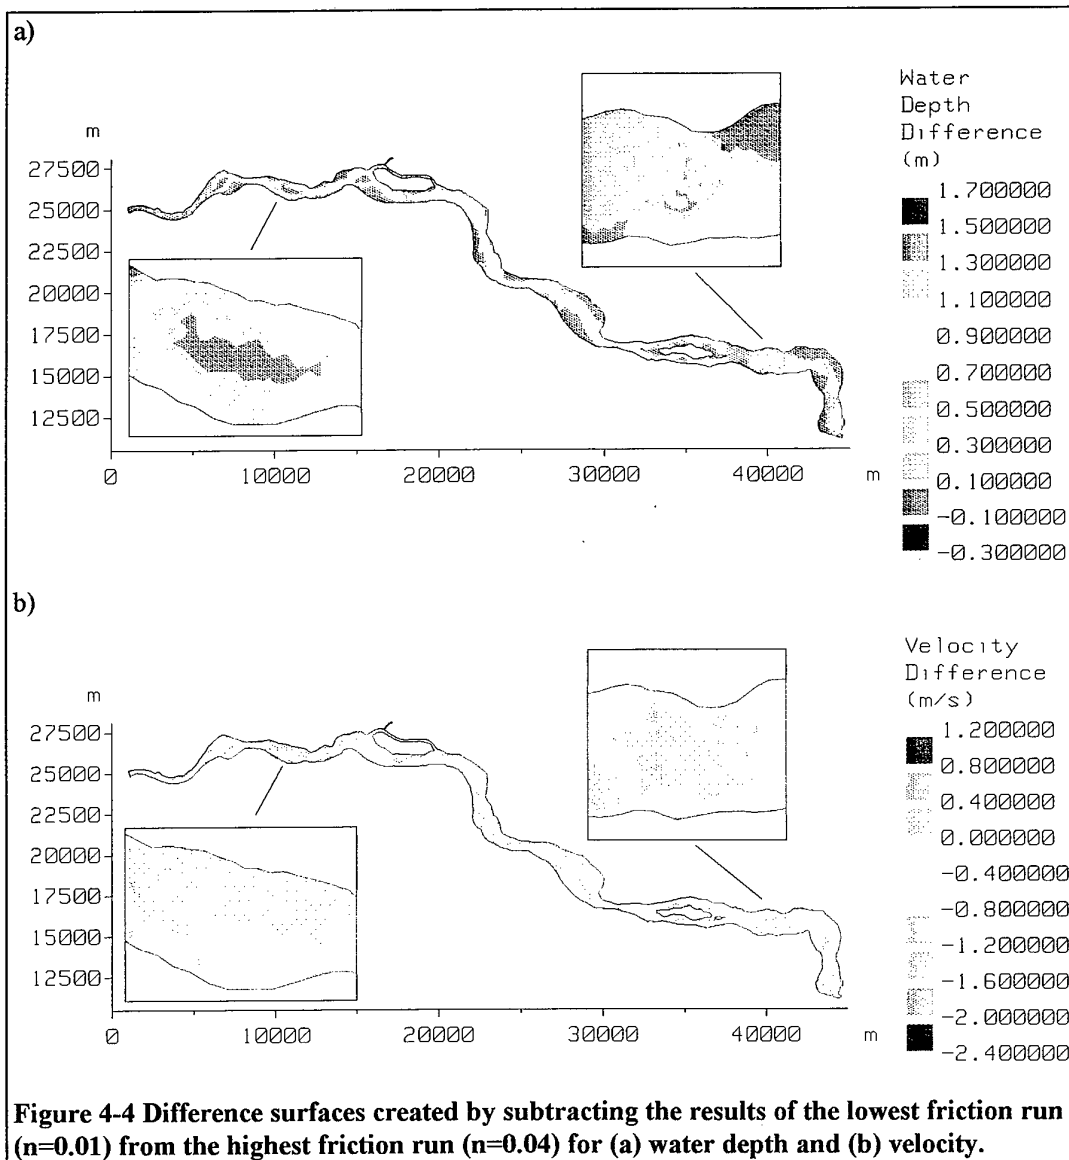 a)
Water
Depth
Difference
(m)
1.700000
1.500000
1.300000
1.100000
0.900000
0.700000
0.500000
0.300000
0.100000
-0.100000
-0.300000
m
27500
25000
22500
20000
17500
15000
12500
0 10000 20000 30000 40000 m
b)
Velocity
Difference
(m/s)
1.200000
0.800000
0.400000
0.000000
-0.400000
-0.800000
-1.200000
-1.600000
-2.000000
-2.400000
m
27500
25000
22500
20000
17500
15000
12500
0 10000 20000 30000 40000 m
Figure 4-4 Difference surfaces created by subtracting the results of the lowest friction run
(n=0.01) from the highest friction run (n=0.04) for (a) water depth and (b) velocity.